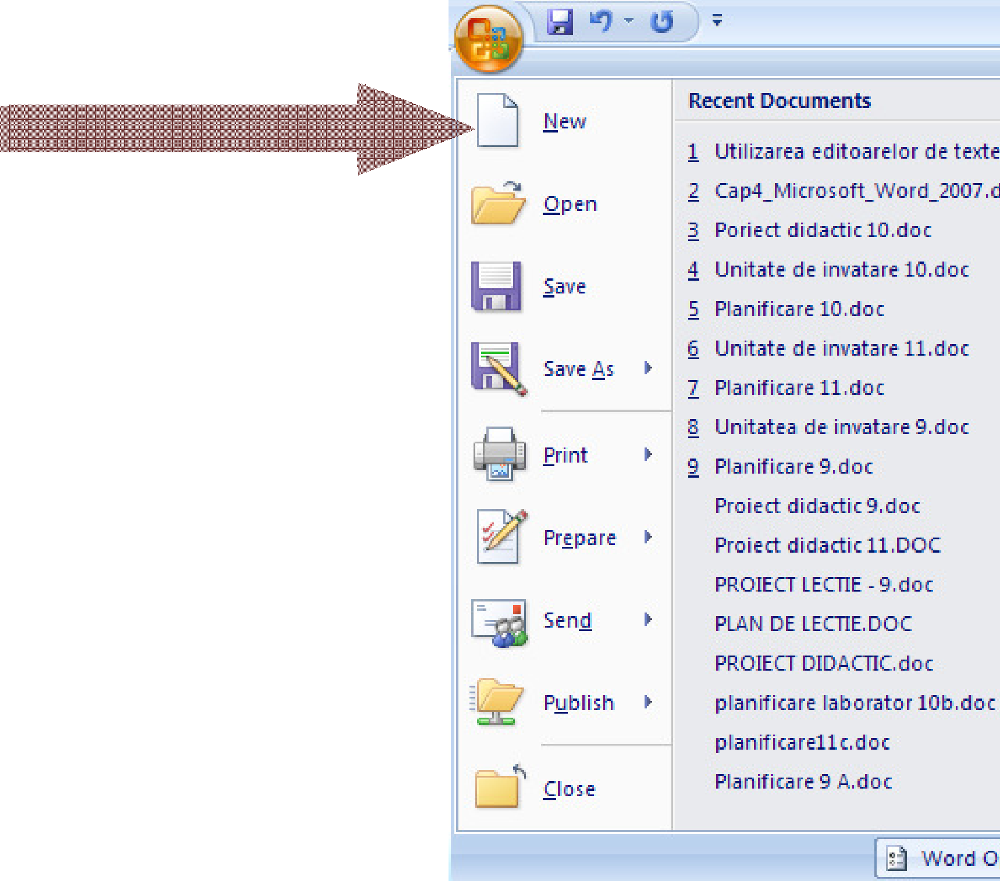 New
Open
Save
Save As
Print
Prepare
Send
Publish
Close
Recent Documents
1 Utilizarea editoarelor de texte
2 Cap4_Microsoft_Word_2007.d
3 Poriect didactic 10.doc
4 Unitate de invatare 10.doc
5 Planificare 10.doc
6 Unitate de invatare 11.doc
7 Planificare 11.doc
8 Unitatea de invatare 9.doc
9 Planificare 9.doc
Proiect didactic 9.doc
Proiect didactic 11.DOC
PROIECT LECTIE - 9.doc
PLAN DE LECTIE.DOC
PROIECT DIDACTIC.doc
planificare laborator 10b.doc
planificare11c.doc
Planificare 9 A.doc
Word O